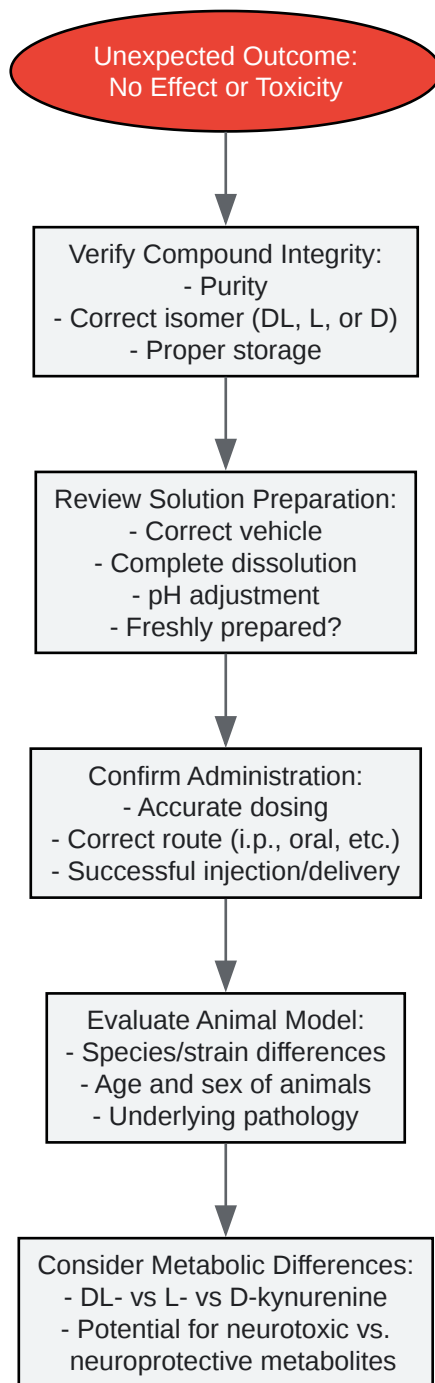 Unexpected Outcome:
No Effect or Toxicity
Verify Compound Integrity:
- Purity
- Correct isomer (DL, L, or D)
- Proper storage
Review Solution Preparation:
- Correct vehicle
- Complete dissolution
- pH adjustment
- Freshly prepared?
Confirm Administration:
- Accurate dosing
- Correct route (i.p., oral, etc.)
- Successful injection/delivery
Evaluate Animal Model:
- Species/strain differences
- Age and sex of animals
- Underlying pathology
Consider Metabolic Differences:
- DL- vs L- vs D-kynurenine
- Potential for neurotoxic vs.
neuroprotective metabolites